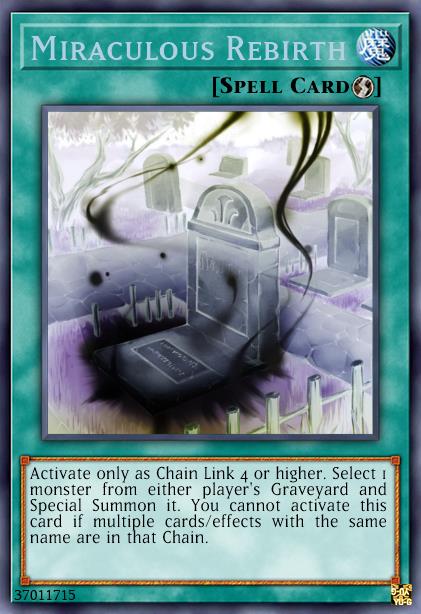 Miraculous Rebirth
魔
[Spell Card]
Activate only as Chain Link 4 or higher. Select 1
monster from either player's Graveyard and
Special Summon it. You cannot activate this
card if multiple cards/effects with the same
name are in that Chain.
37011715